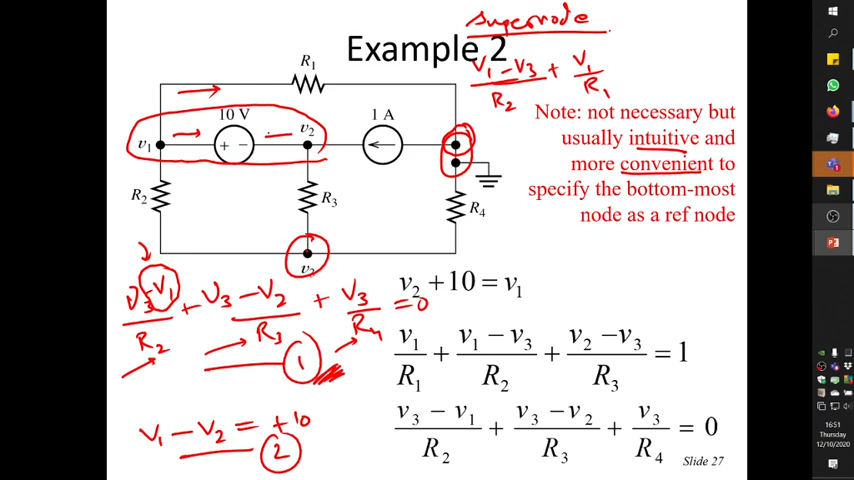 supernode
Example 2
V₁ − V₃ / R₂ + V₁ / R₁
R₁
10 V
1 A
v₁
+ −
v₂
R₂
R₃
R₄
Note: not necessary but
usually intuitive and
more convenient to
specify the bottom-most
node as a ref node
V₃ − V₁ / R₂ + V₃ − V₂ / R₃ + V₃ / R₄ = 0
1
v₂ + 10 = v₁
v₁ / R₁ + v₁ − v₃ / R₂ + v₂ − v₃ / R₃ = 1
V₁ − V₂ = +10
2
v₃ − v₁ / R₂ + v₃ − v₂ / R₃ + v₃ / R₄ = 0
Slide 27
16:51
Thursday
12/10/2020